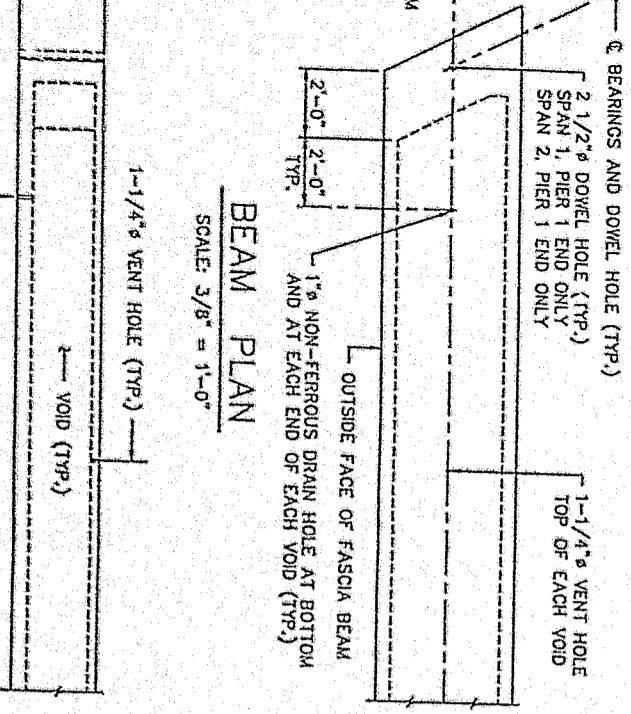 ℄ BEARINGS AND DOWEL HOLE (TYP.)
2 1/2"ø DOWEL HOLE (TYP.)
SPAN 1, PIER 1 END ONLY
SPAN 2, PIER 1 END ONLY
1-1/4"ø VENT HOLE
TOP OF EACH VOID
M
2'-0"
2'-0"
TYP.
OUTSIDE FACE OF FASCIA BEAM
1"ø NON-FERROUS DRAIN HOLE AT BOTTOM
AND AT EACH END OF EACH VOID (TYP.)
BEAM PLAN
SCALE: 3/8" = 1'-0"
1-1/4"ø VENT HOLE (TYP.)
VOID (TYP.)